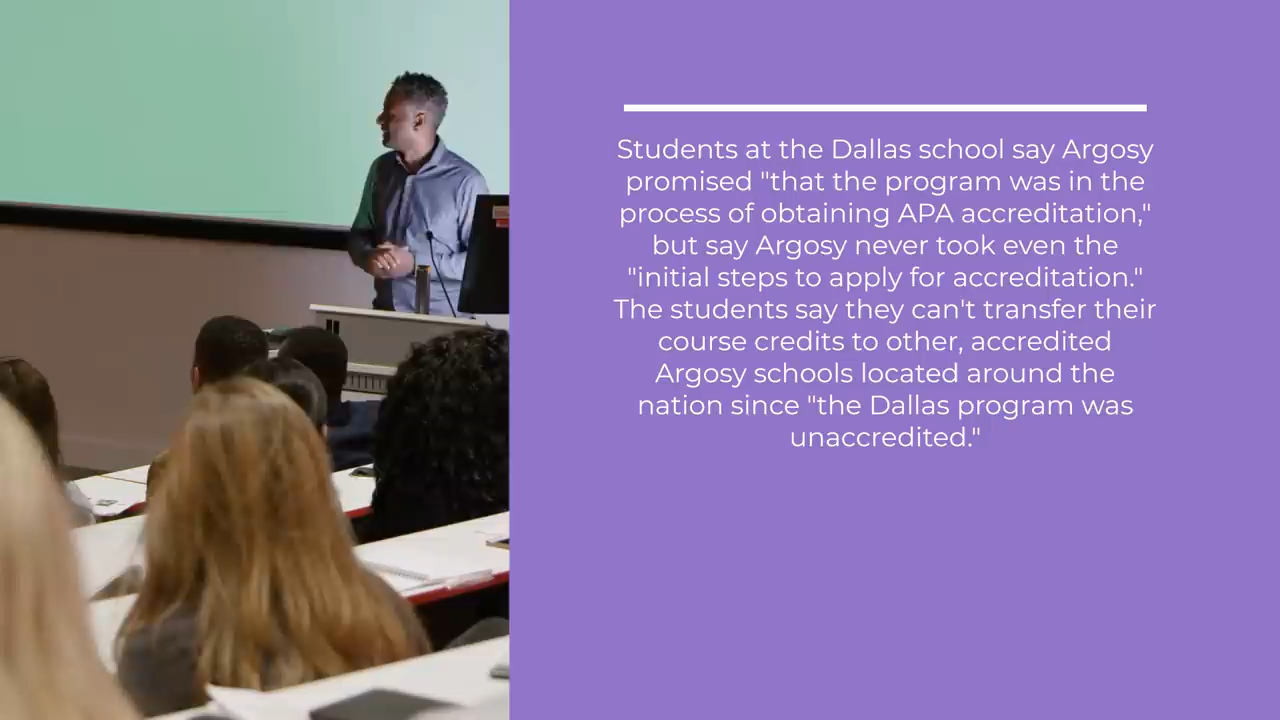 Students at the Dallas school say Argosy
promised "that the program was in the
process of obtaining APA accreditation,"
but say Argosy never took even the
"initial steps to apply for accreditation."
The students say they can't transfer their
course credits to other, accredited
Argosy schools located around the
nation since "the Dallas program was
unaccredited."